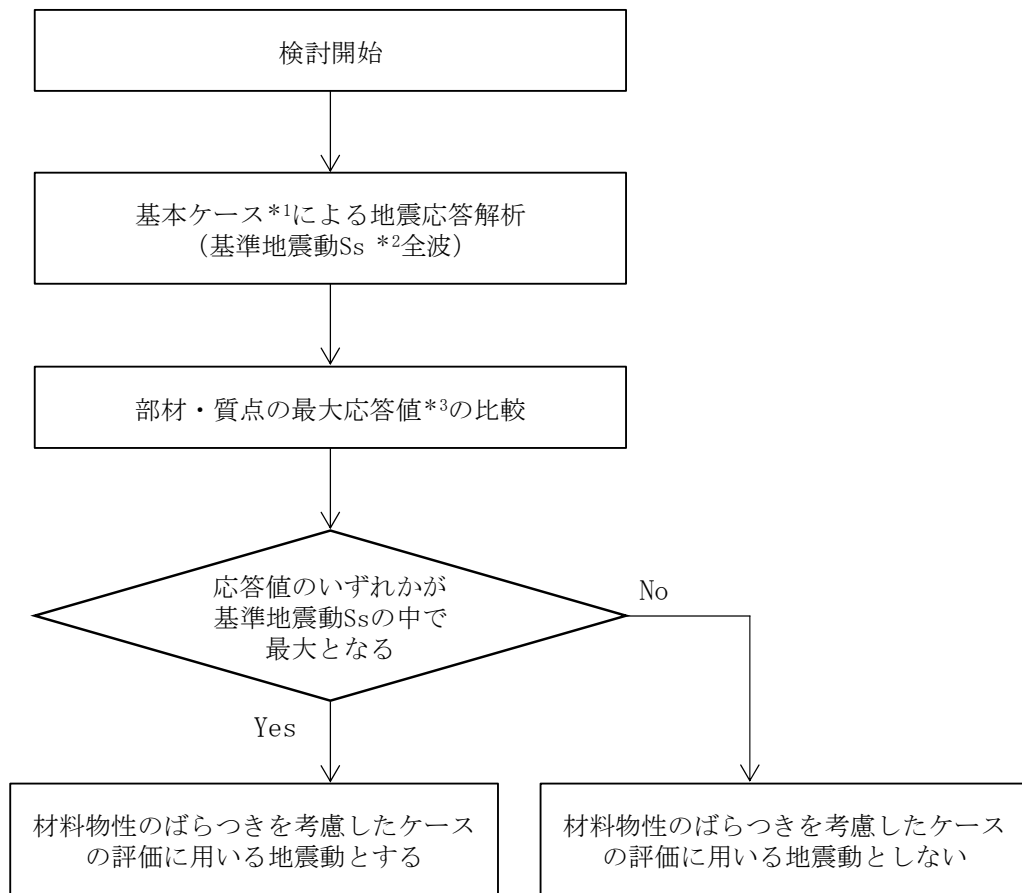 検討開始
基本ケース*1による地震応答解析
（基準地震動Ss *2全波）
部材・質点の最大応答値*3の比較
応答値のいずれかが
基準地震動Ssの中で
最大となる
No
Yes
材料物性のばらつきを考慮したケース
の評価に用いる地震動とする
材料物性のばらつきを考慮したケース
の評価に用いる地震動としない